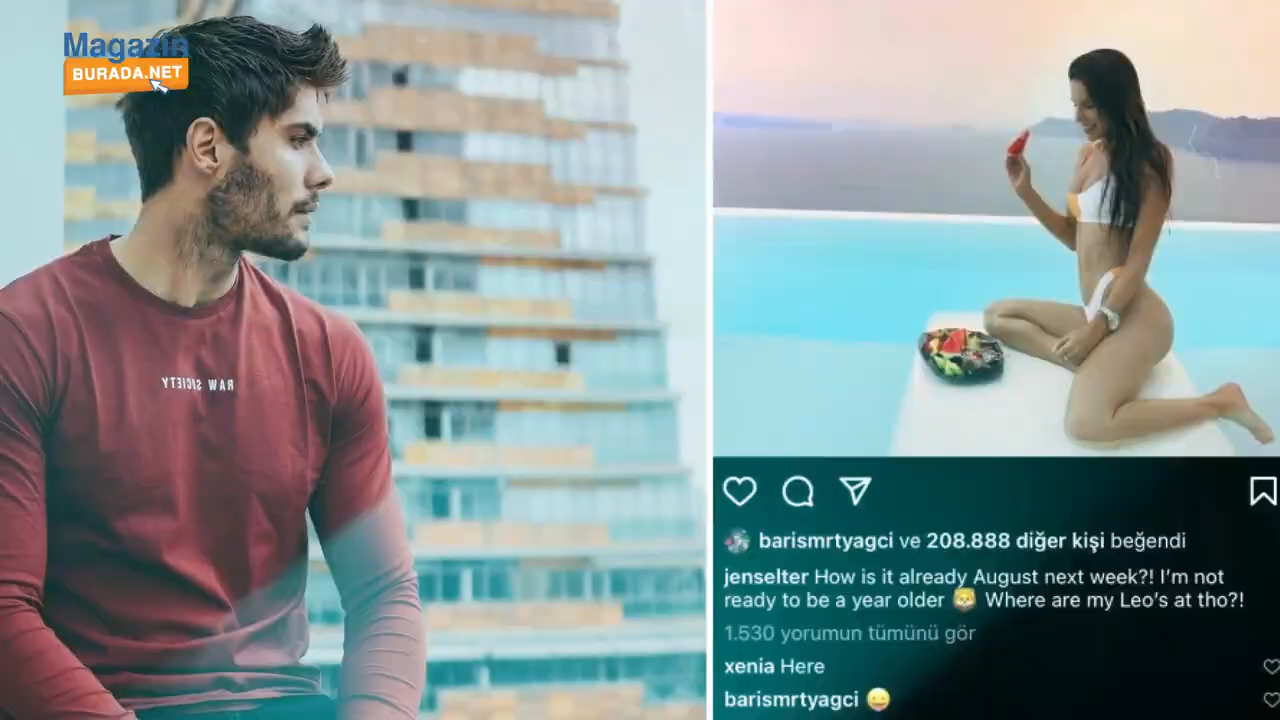 Magazin
BURADA.NET
RAW SOCIETY
barismrtyagci ve 208.888 diğer kişi beğendi
jenselter How is it already August next week?! I'm not
ready to be a year older 🦁 Where are my Leo's at tho?!
1.530 yorumun tümünü gör
xenia Here
barismrtyagci 😜